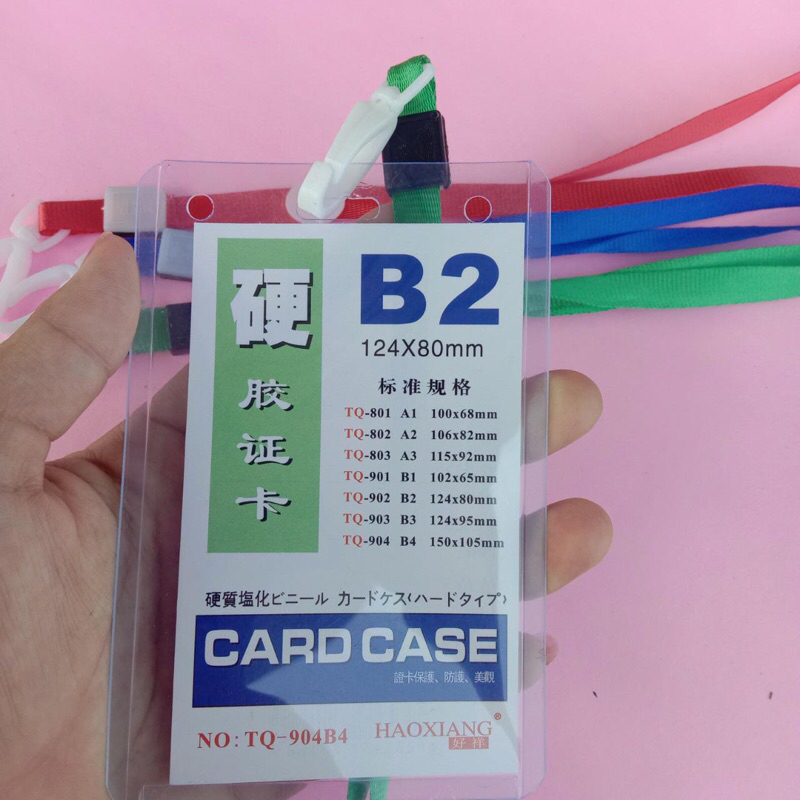 硬
胶
证
卡
B2
124X80mm
标准规格
TQ-801 A1 100x68mm
TQ-802 A2 106x82mm
TQ-803 A3 115x92mm
TQ-901 B1 102x65mm
TQ-902 B2 124x80mm
TQ-903 B3 124x95mm
TQ-904 B4 150x105mm
硬質塩化ビニール カードケス‹ハードタイプ›
CARD CASE
證卡保護、防護、美觀
NO: TQ-904B4
HAOXIANG®
好祥